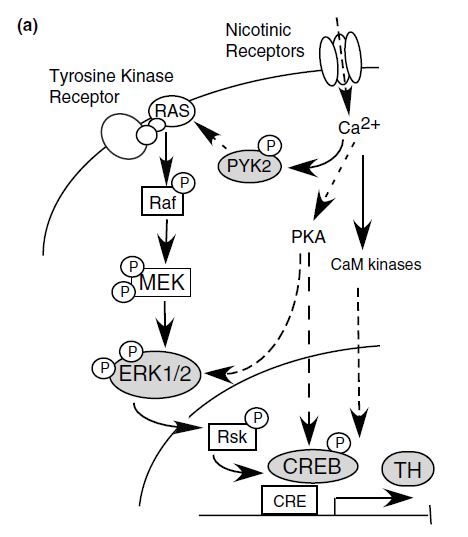 (a)
Nicotinic
Receptors
Tyrosine Kinase
Receptor
RAS
Ca2+
P
PYK2
P
Raf
PKA
CaM kinases
P
MEK
P
P
P
ERK1/2
P
Rsk
P
CREB
TH
CRE